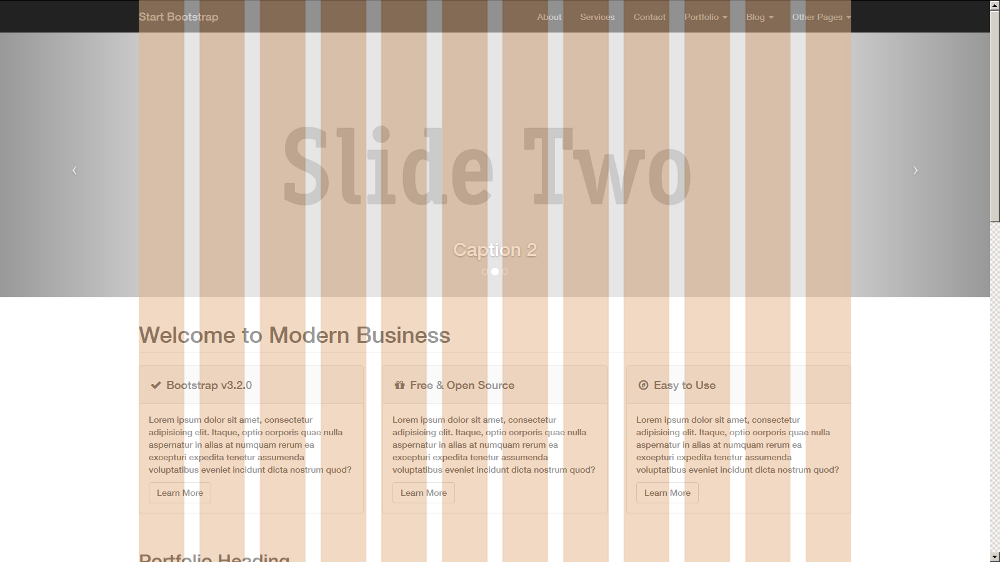 Start Bootstrap
About Services Contact Portfolio Blog Other Pages
Slide Two
Caption 2
Welcome to Modern Business
Bootstrap v3.2.0
Lorem ipsum dolor sit amet, consectetur
adipisicing elit. Itaque, optio corporis quae nulla
aspernatur in alias at numquam rerum ea
excepturi expedita tenetur assumenda
voluptatibus eveniet incidunt dicta nostrum quod?
Learn More
Free & Open Source
Lorem ipsum dolor sit amet, consectetur
adipisicing elit. Itaque, optio corporis quae nulla
aspernatur in alias at numquam rerum ea
excepturi expedita tenetur assumenda
voluptatibus eveniet incidunt dicta nostrum quod?
Learn More
Easy to Use
Lorem ipsum dolor sit amet, consectetur
adipisicing elit. Itaque, optio corporis quae nulla
aspernatur in alias at numquam rerum ea
excepturi expedita tenetur assumenda
voluptatibus eveniet incidunt dicta nostrum quod?
Learn More
Portfolio Heading